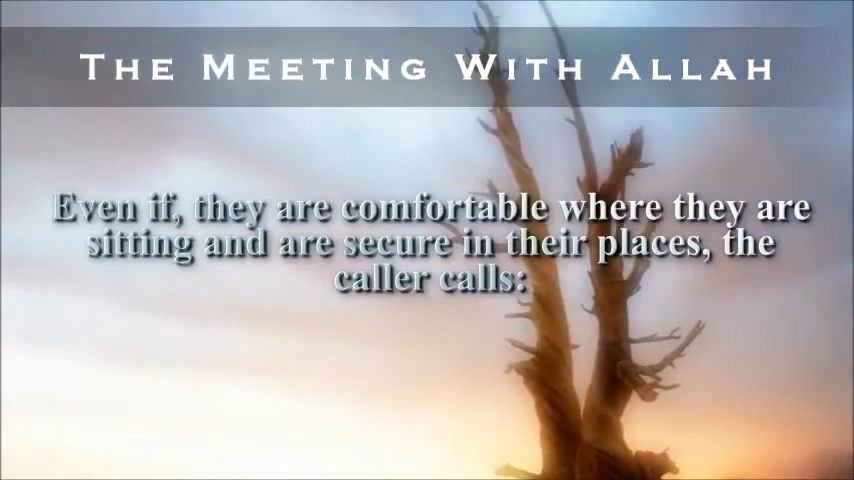 The Meeting With Allah
Even if, they are comfortable where they are
sitting and are secure in their places, the
caller calls: